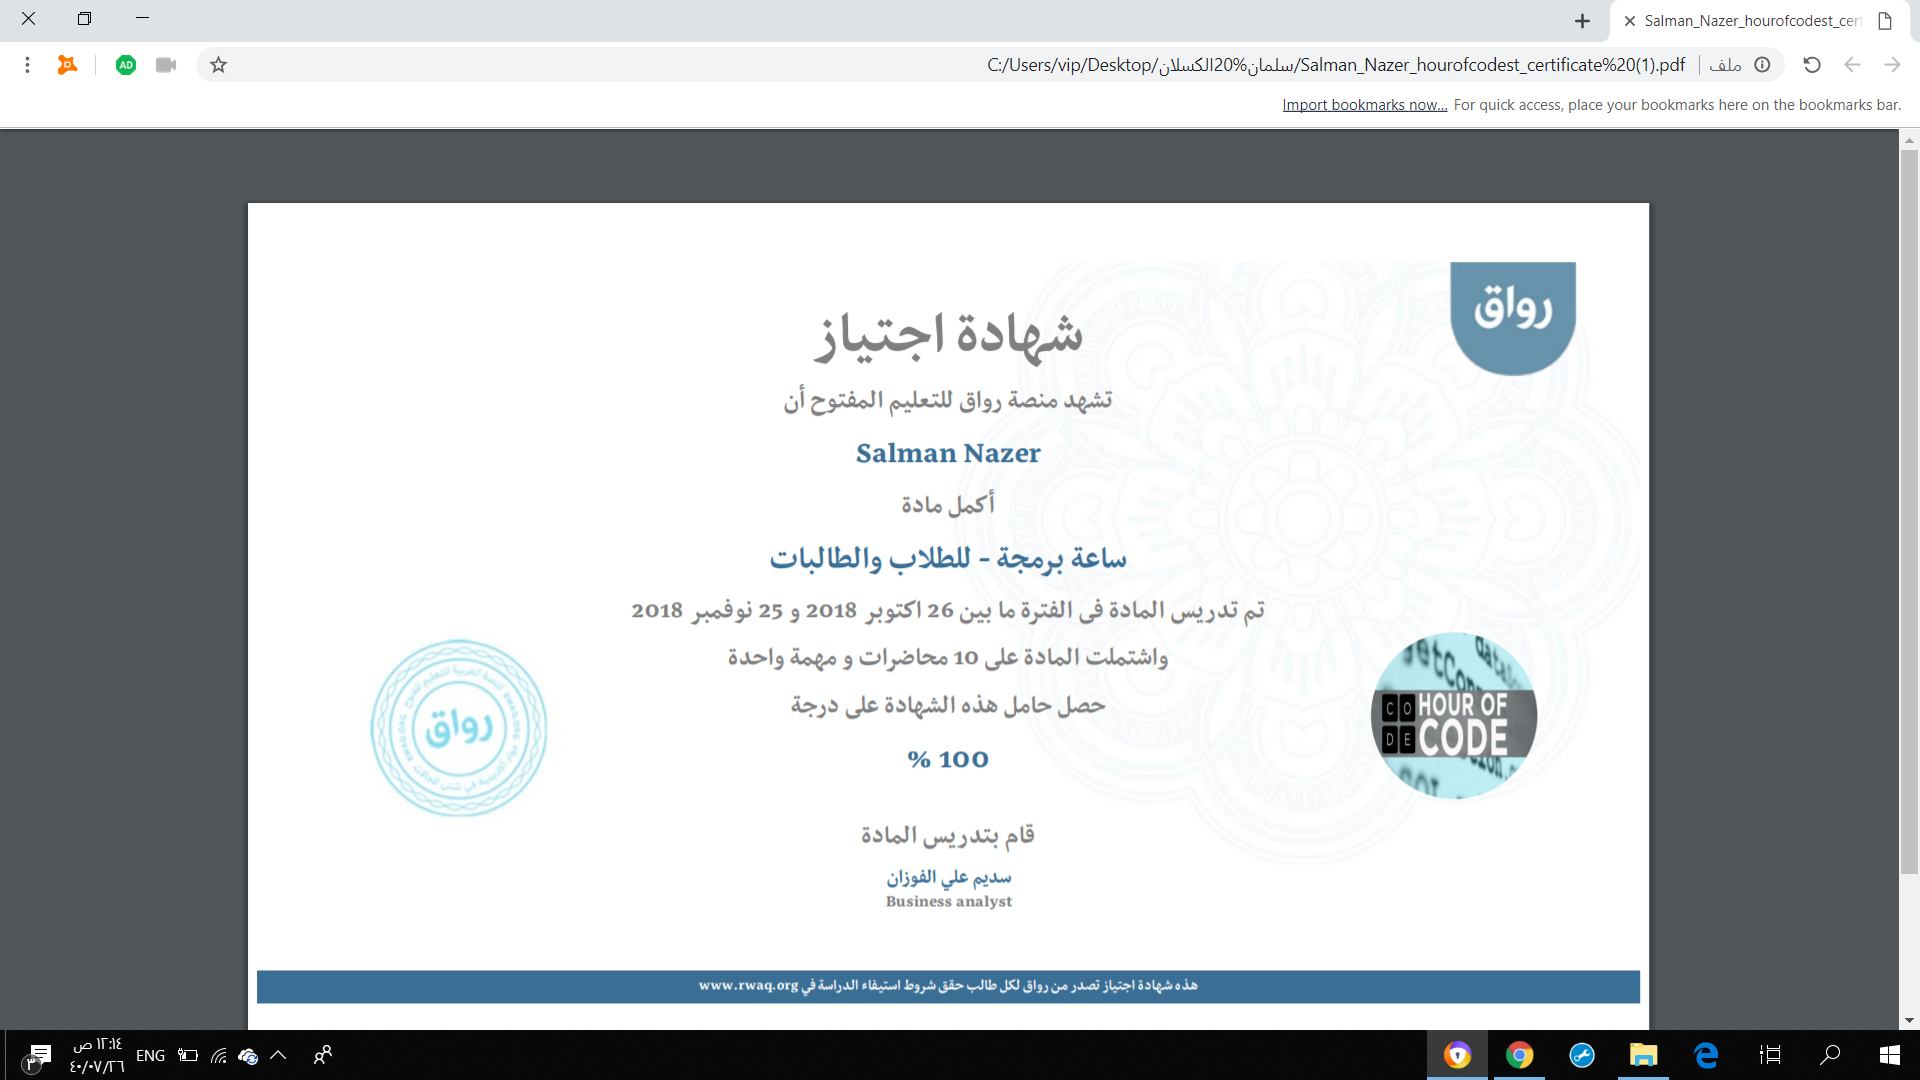 Salman_Nazer_hourofcodest_cert
C:/Users/vip/Desktop/سلمان%20الكسلان/Salman_Nazer_hourofcodest_certificate%20(1).pdf
ملف
Import bookmarks now... For quick access, place your bookmarks here on the bookmarks bar.
رواق
شهادة اجتياز
تشهد منصة رواق للتعليم المفتوح أن
Salman Nazer
أكمل مادة
ساعة برمجة - للطلاب والطالبات
تم تدريس المادة فى الفترة ما بين 26 اكتوبر 2018 و 25 نوفمبر 2018
واشتملت المادة على 10 محاضرات و مهمة واحدة
حصل حامل هذه الشهادة على درجة
% 100
رواق
CODE
HOUR OF
CODE
قام بتدريس المادة
سديم علي الفوزان
Business analyst
هذه شهادة اجتياز تصدر من رواق لكل طالب حقق شروط استيفاء الدراسة في www.rwaq.org
١٢:١٤ ص
ENG
٤٠/٠٧/٢٦
٣